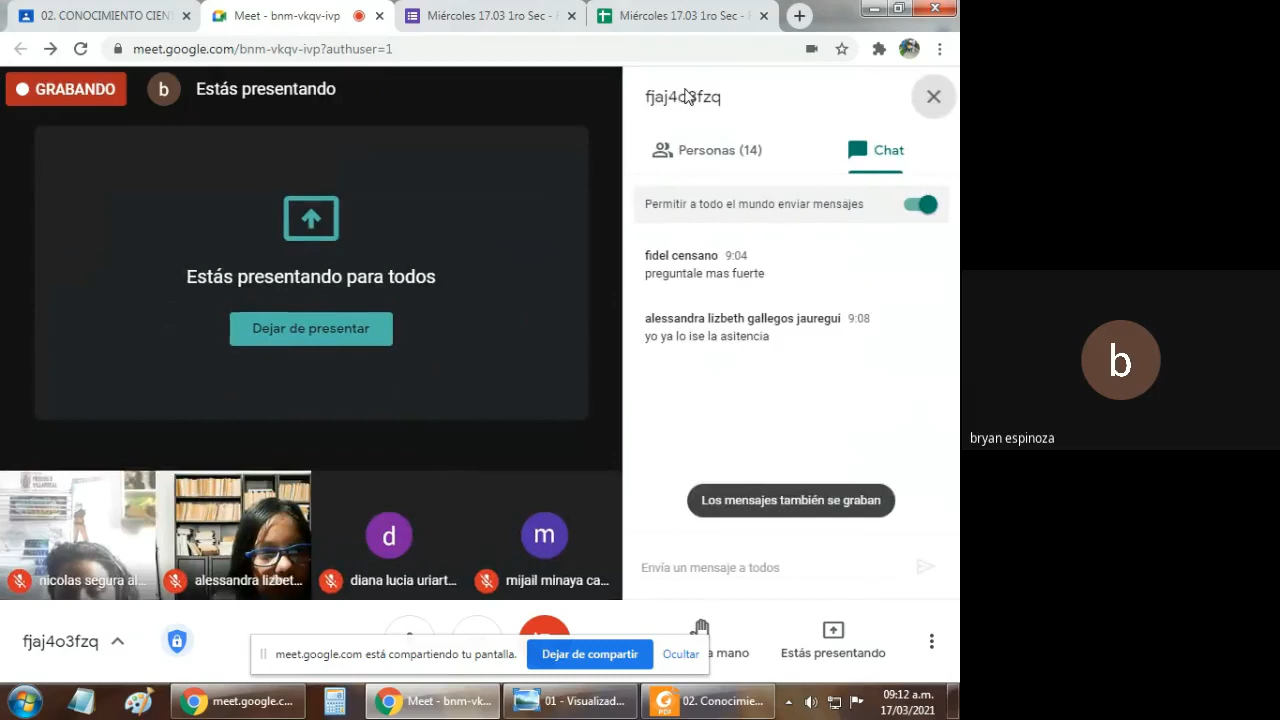 02. CONOCIMIENTO CIEN
Meet - bnm-vkqv-ivp
Miércoles 17.03 1ro Sec -
Miércoles 17.03 1ro Sec -
meet.google.com/bnm-vkqv-ivp?authuser=1
GRABANDO
b
Estás presentando
fjaj4o3fzq
Personas (14)
Chat
Permitir a todo el mundo enviar mensajes
Estás presentando para todos
Dejar de presentar
fidel censano 9:04
preguntale mas fuerte
alessandra lizbeth gallegos jauregui 9:08
yo ya lo ise la asitencia
b
bryan espinoza
Los mensajes también se graban
d
m
nicolas segura al...
alessandra lizbet...
diana lucia uriart...
mijail minaya ca...
Envía un mensaje a todos
fjaj4o3fzq
meet.google.com está compartiendo tu pantalla.
Dejar de compartir
Ocultar
a mano
Estás presentando
meet.google.c...
Meet - bnm-vk...
01 - Visualizad...
PDF
02. Conocimie...
09:12 a.m.
17/03/2021